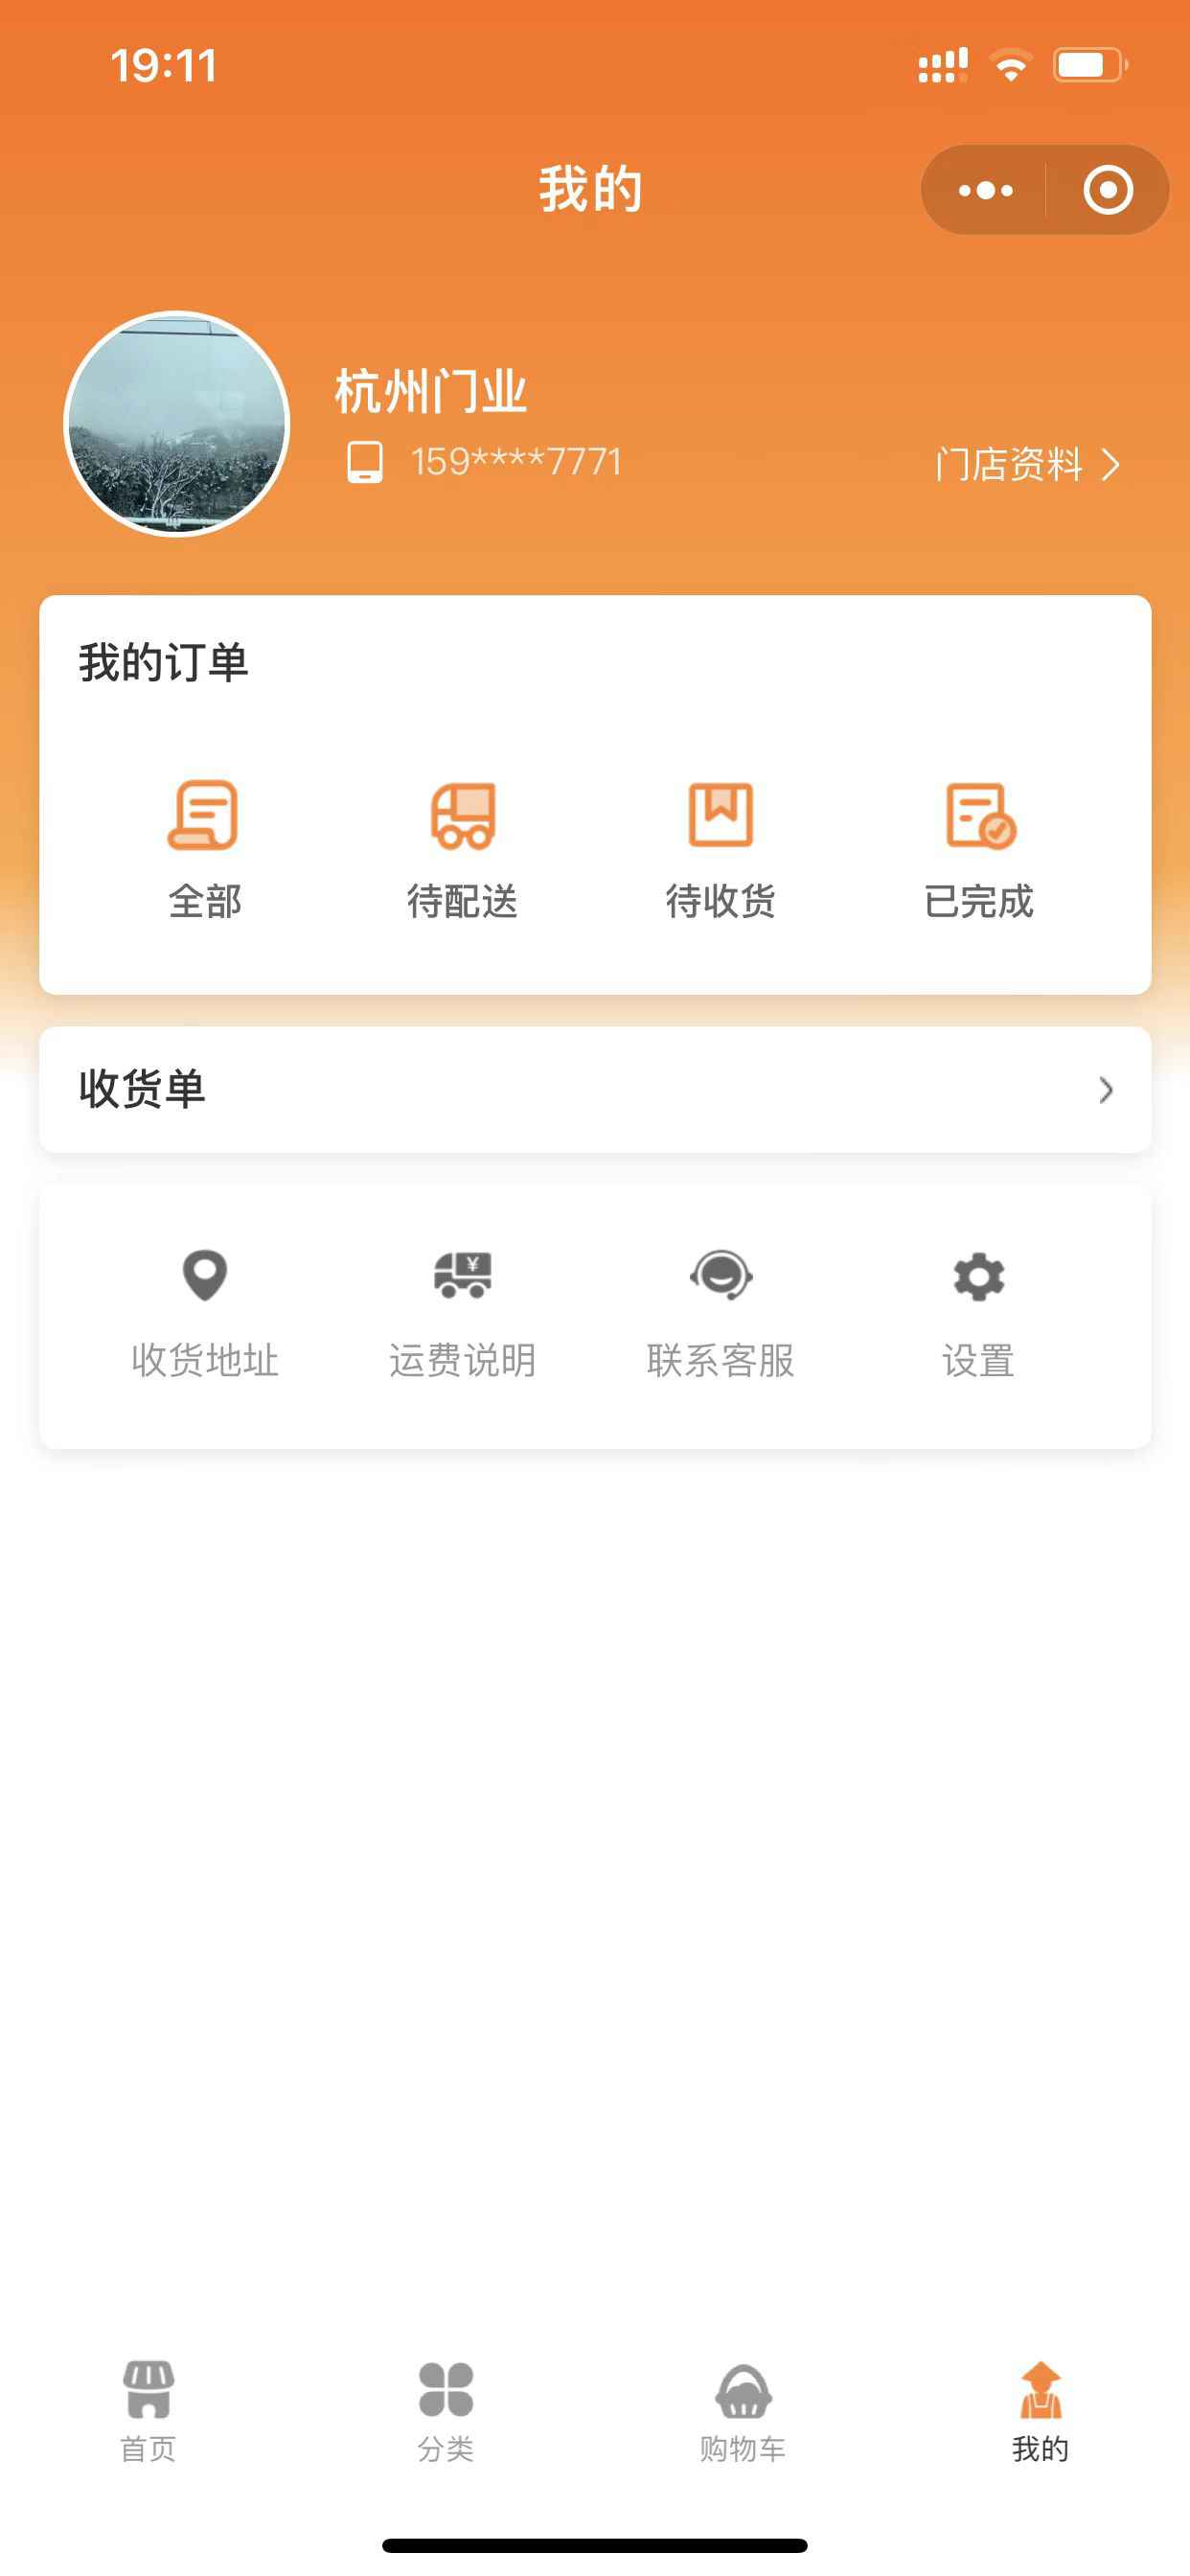 19:11
我的
杭州门业
159****7771
门店资料
我的订单
全部 待配送 待收货 已完成
收货单
¥
收货地址 运费说明 联系客服 设置
首页 分类 购物车 我的